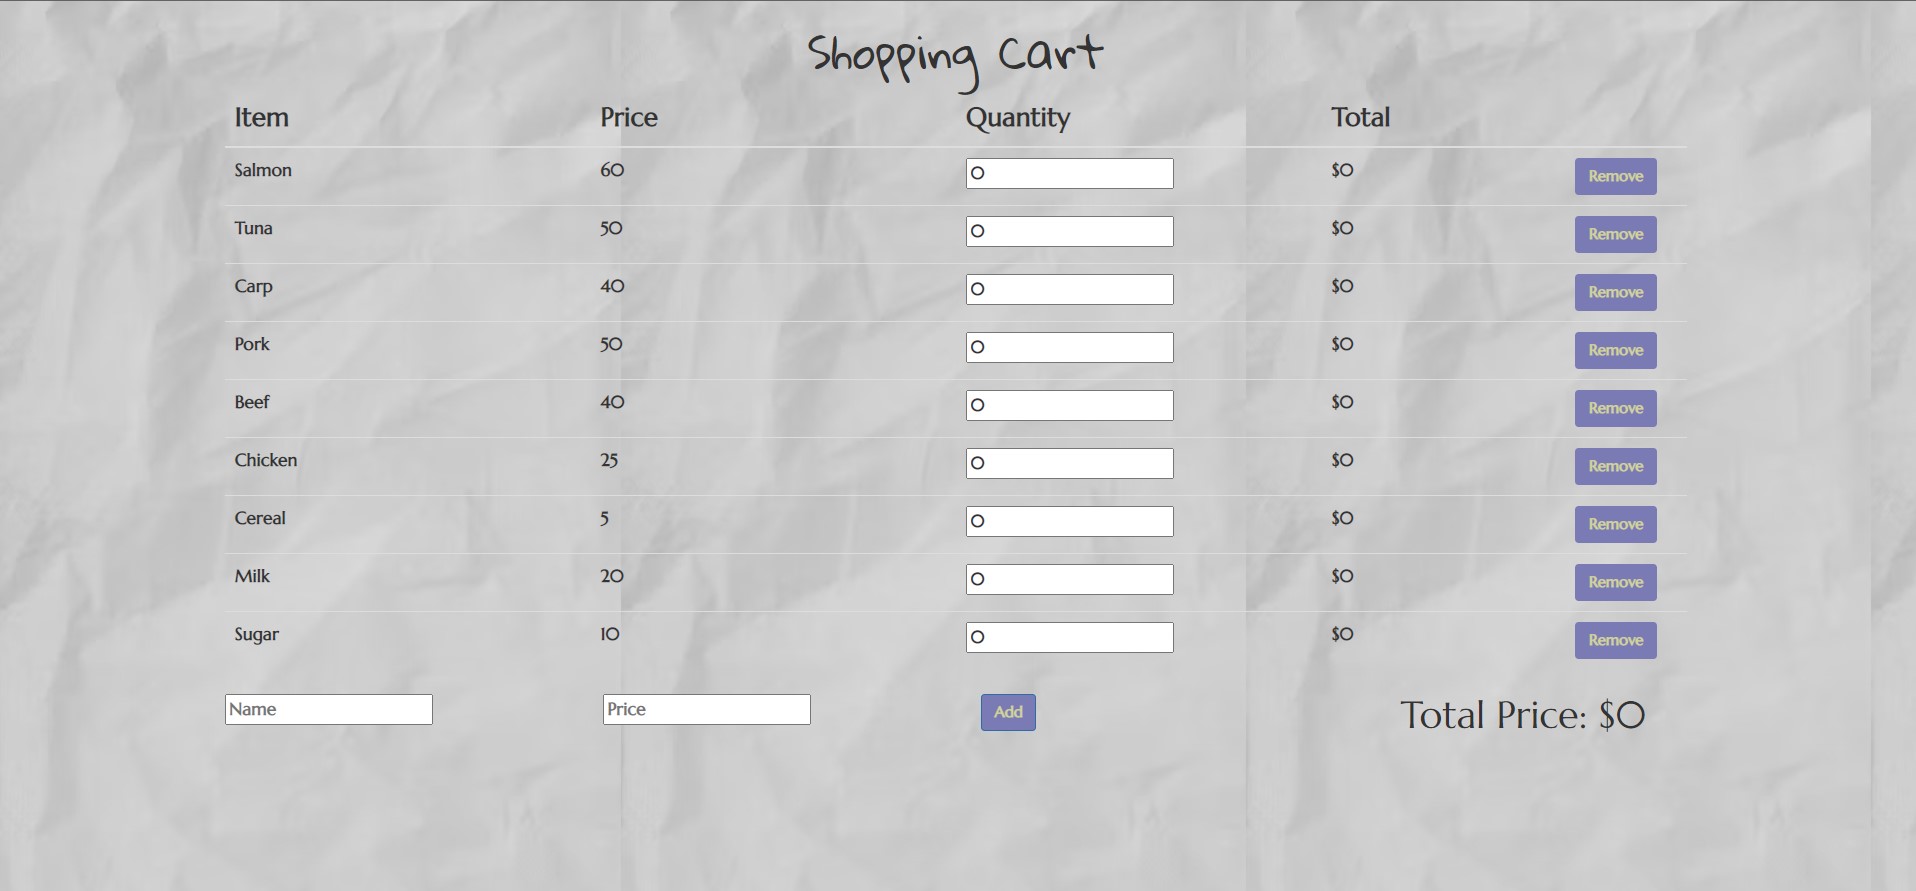 Shopping Cart
Item Price Quantity Total
Salmon 60 0 $0 Remove
Tuna 50 0 $0 Remove
Carp 40 0 $0 Remove
Pork 50 0 $0 Remove
Beef 40 0 $0 Remove
Chicken 25 0 $0 Remove
Cereal 5 0 $0 Remove
Milk 20 0 $0 Remove
Sugar 10 0 $0 Remove
Name Price Add Total Price: $0